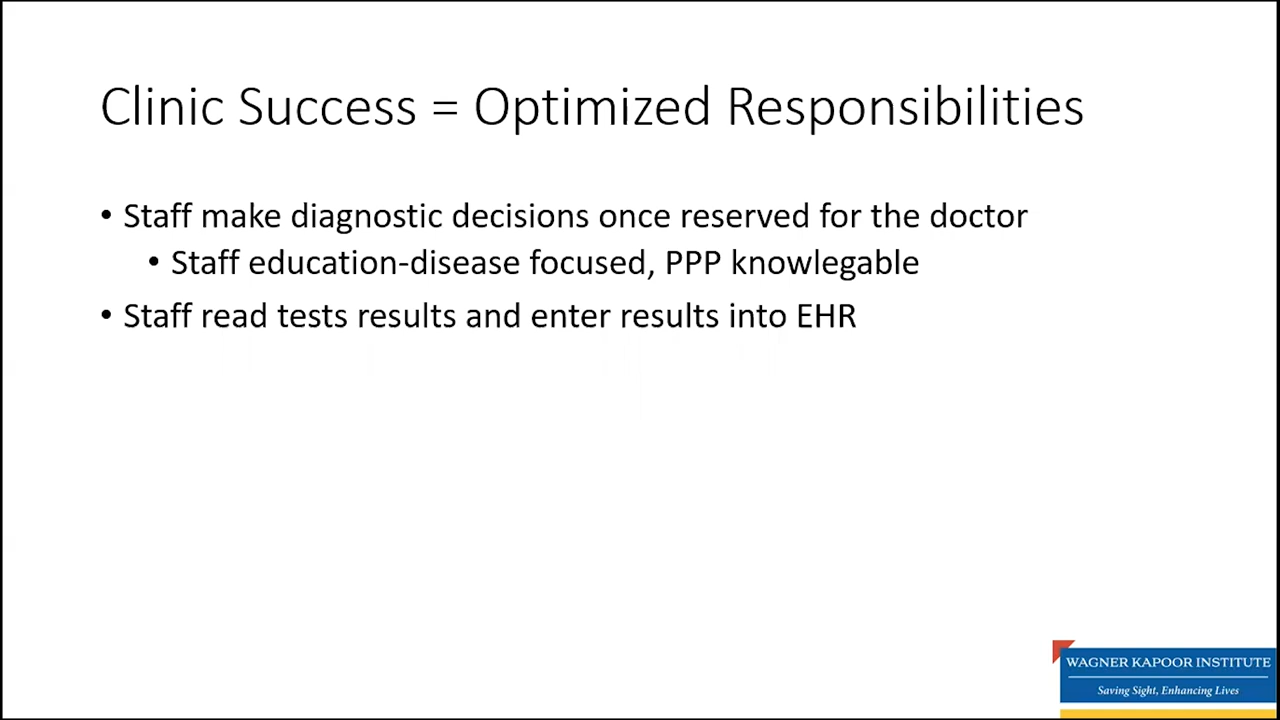 Clinic Success = Optimized Responsibilities
• Staff make diagnostic decisions once reserved for the doctor
• Staff education-disease focused, PPP knowlegable
• Staff read tests results and enter results into EHR
WAGNER KAPOOR INSTITUTE
Saving Sight, Enhancing Lives